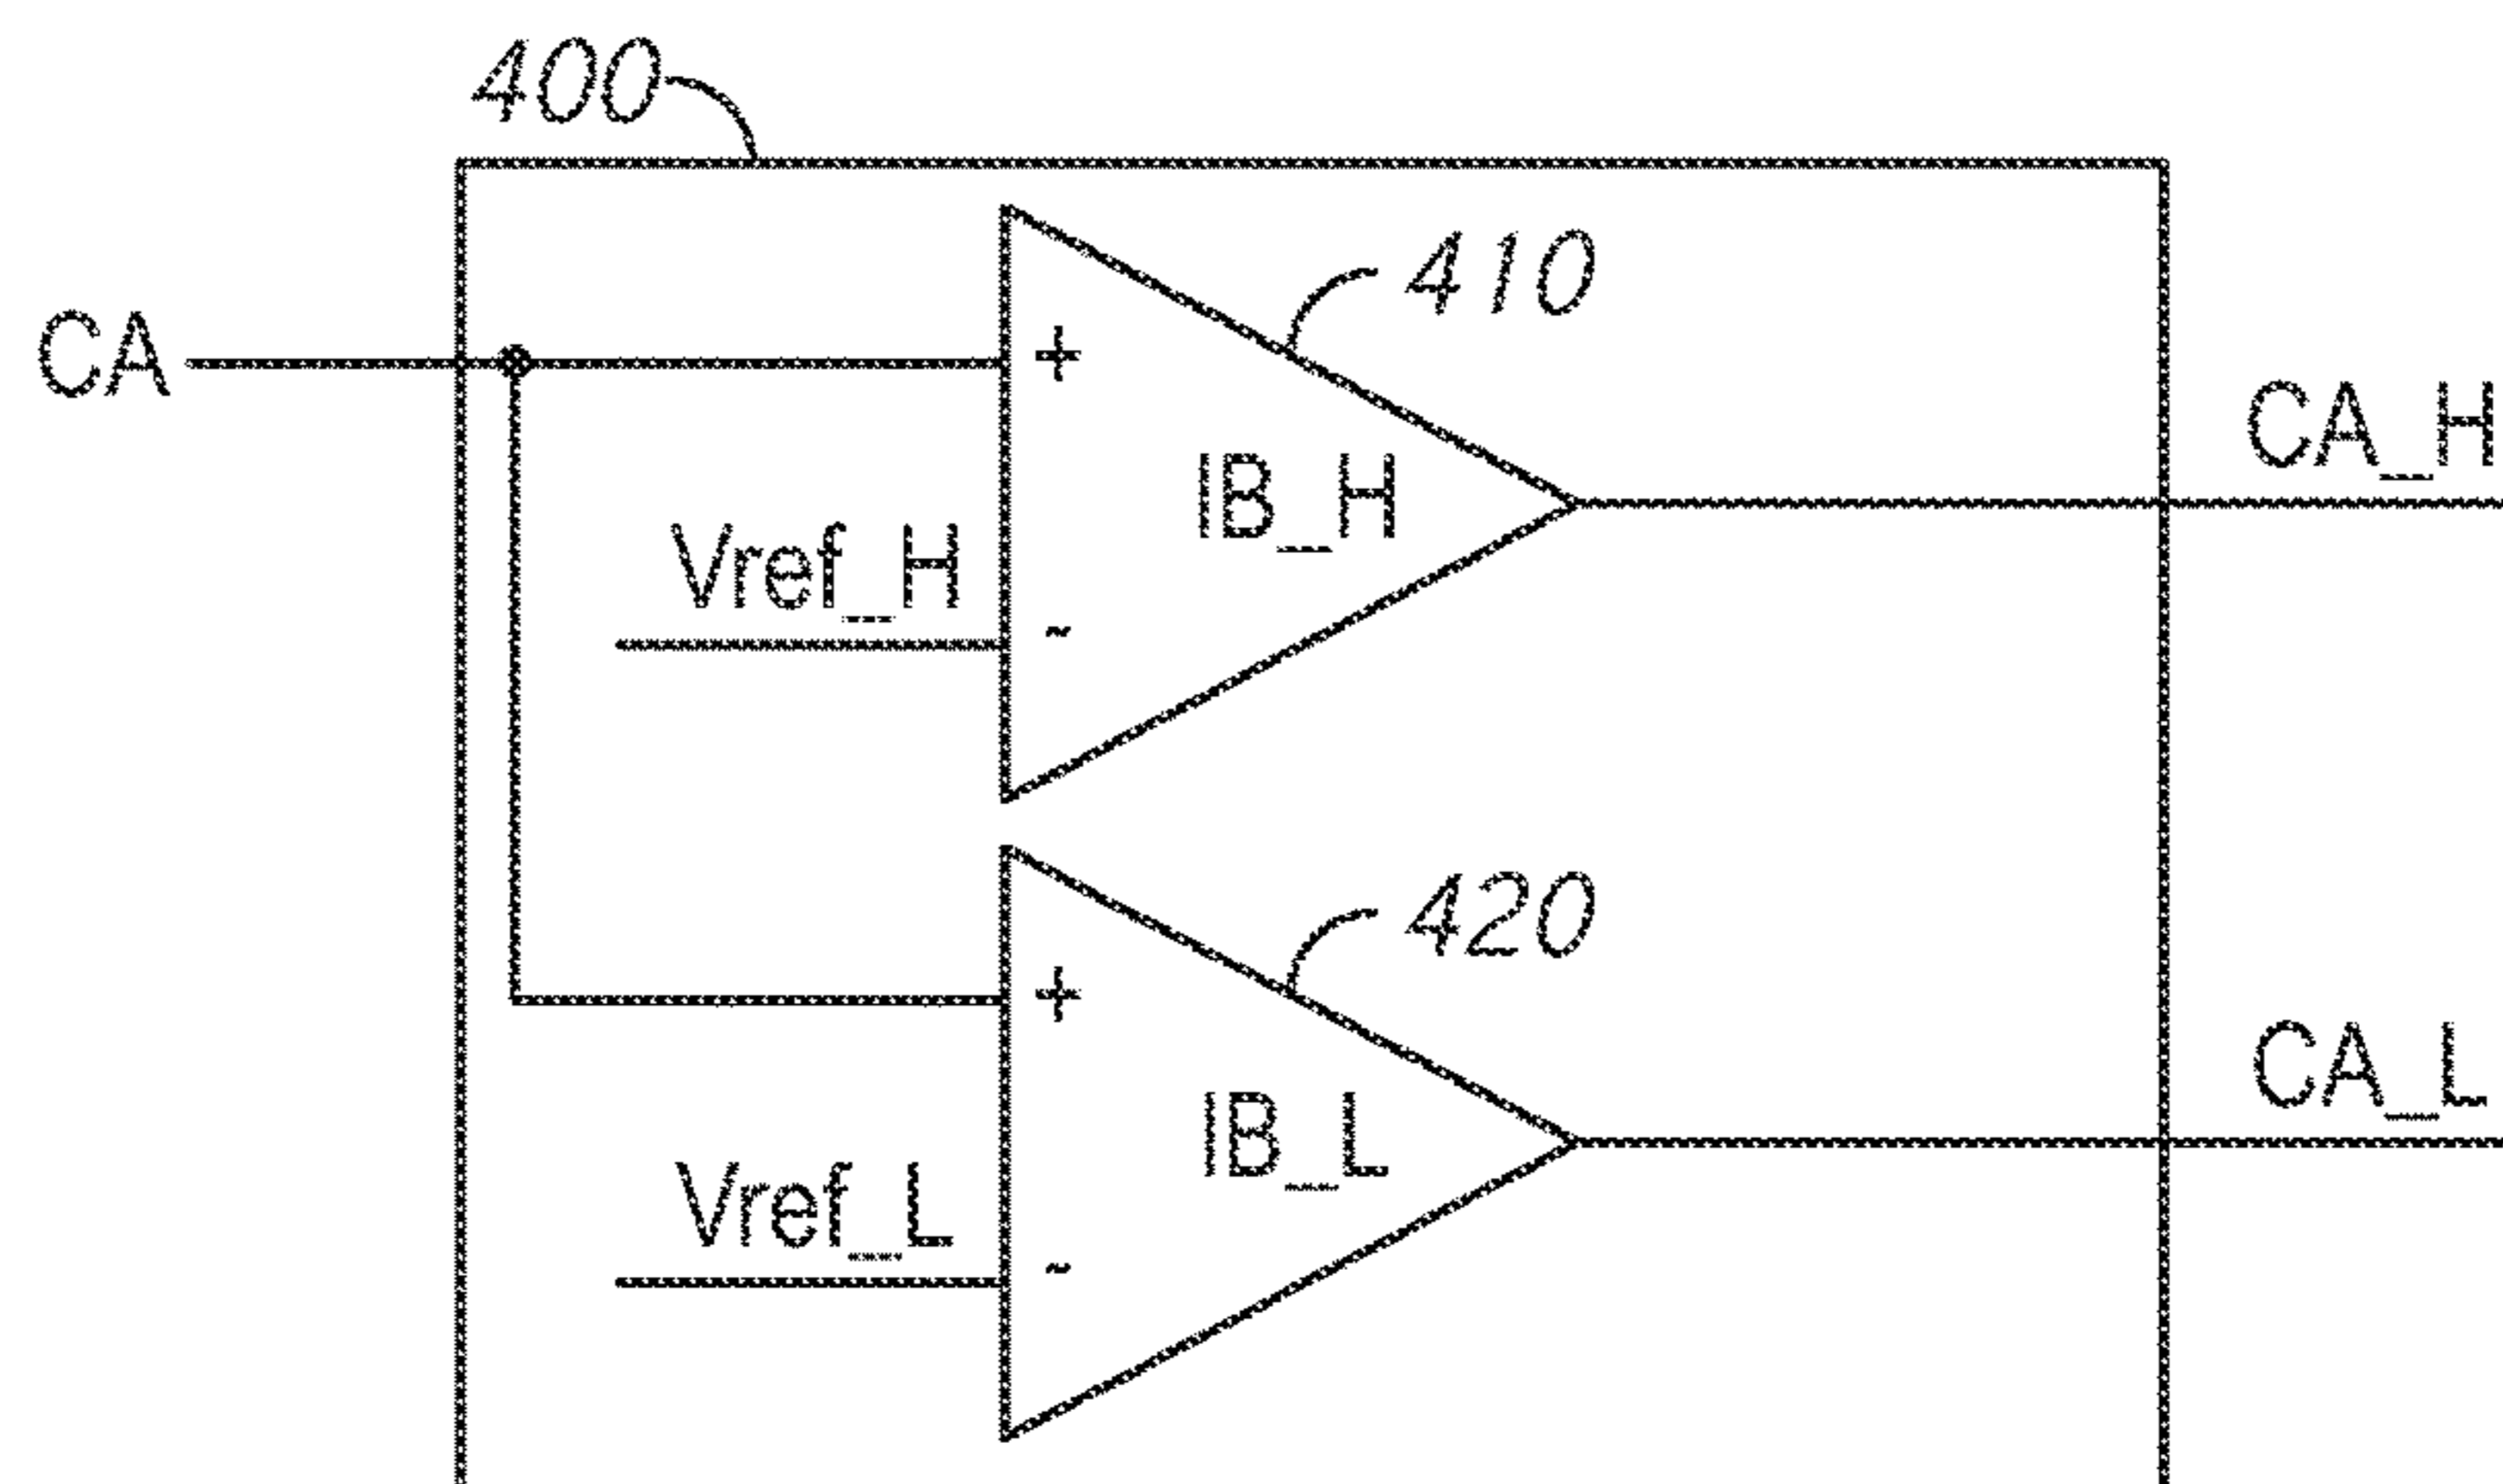 400
410
CA
+
CA_H
IB_H
Vref_H
-
420
+
CA_L
IB_L
Vref_L
-